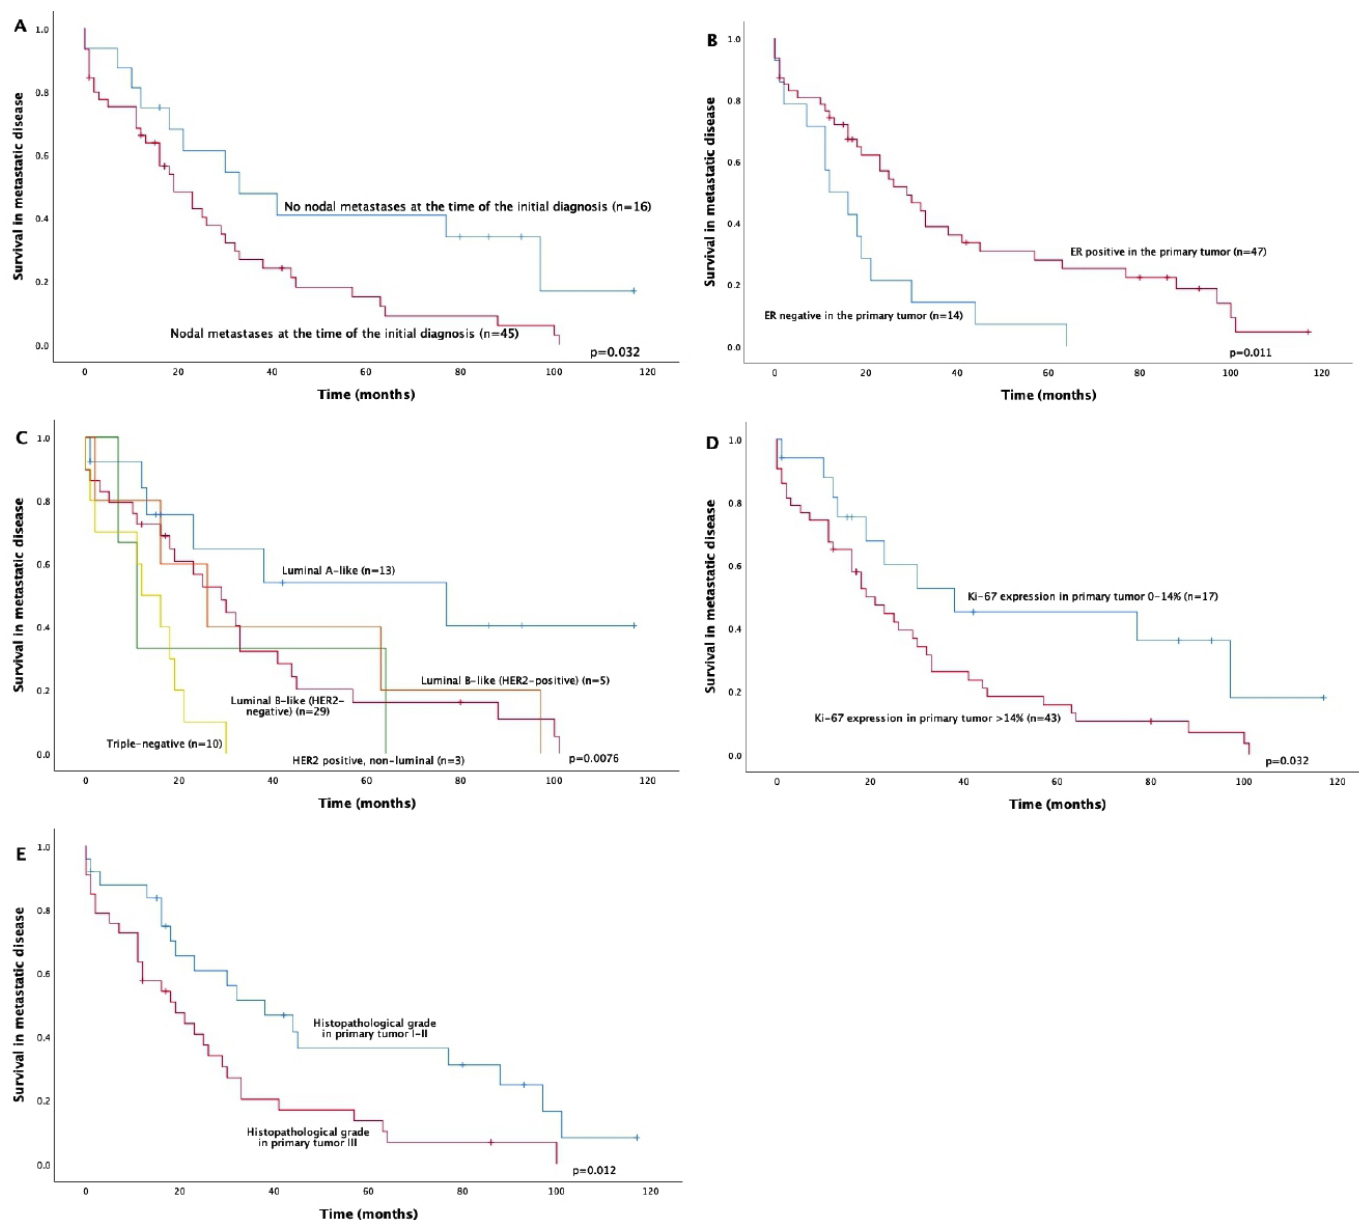 A
1.0
0.8
0.6
0.4
0.2
0.0
Survival in metastatic disease
No nodal metastases at the time of the initial diagnosis (n=16)
Nodal metastases at the time of the initial diagnosis (n=45)
p=0.032
0 20 40 60 80 100 120
Time (months)
B
1.0
0.8
0.6
0.4
0.2
0.0
Survival in metastatic disease
ER positive in the primary tumor (n=47)
ER negative in the primary tumor (n=14)
p=0.011
0 20 40 60 80 100 120
Time (months)
C
1.0
0.8
0.6
0.4
0.2
0.0
Survival in metastatic disease
Luminal A-like (n=13)
Luminal B-like (HER2-positive) (n=5)
Luminal B-like (HER2-
negative) (n=29)
Triple-negative (n=10)
HER2 positive, non-luminal (n=3)
p=0.0076
0 20 40 60 80 100 120
Time (months)
D
1.0
0.8
0.6
0.4
0.2
0.0
Survival in metastatic disease
Ki-67 expression in primary tumor 0-14% (n=17)
Ki-67 expression in primary tumor >14% (n=43)
p=0.032
0 20 40 60 80 100 120
Time (months)
E
1.0
0.8
0.6
0.4
0.2
0.0
Survival in metastatic disease
Histopathological grade
in primary tumor I-II
Histopathological grade
in primary tumor III
p=0.012
0 20 40 60 80 100 120
Time (months)